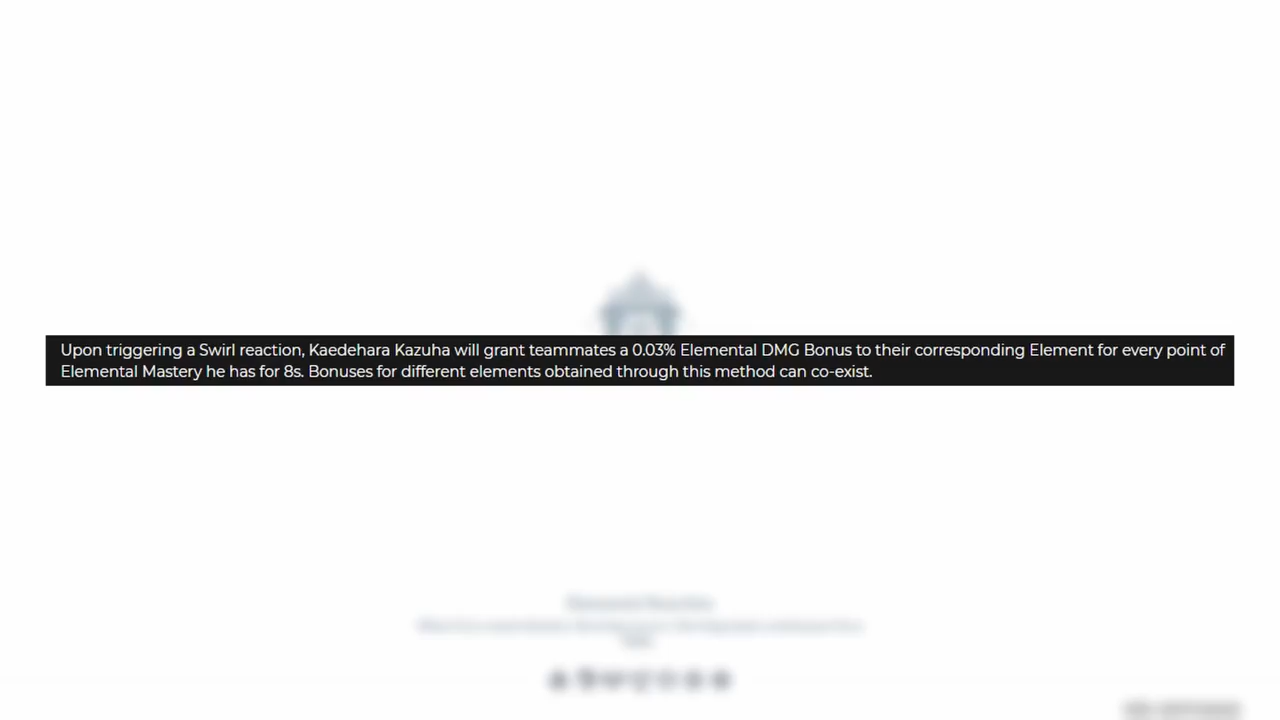 Upon triggering a Swirl reaction, Kaedehara Kazuha will grant teammates a 0.03% Elemental DMG Bonus to their corresponding Element for every point of
Elemental Mastery he has for 8s. Bonuses for different elements obtained through this method can co-exist.